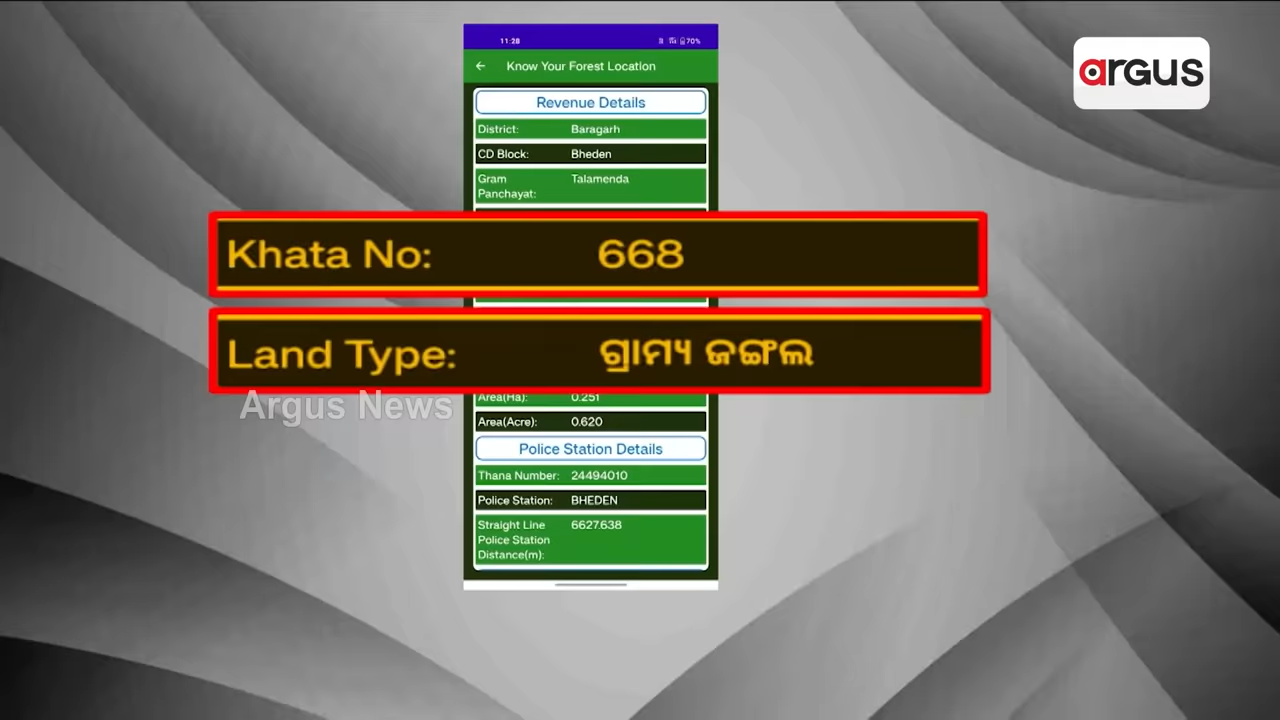 11:28
70%
argus
Know Your Forest Location
Revenue Details
District: Baragarh
CD Block: Bheden
Gram Talamenda
Panchayat:
Khata No: 668
Land Type: ଗ୍ରାମ୍ୟ ଜଙ୍ଗଲ
Argus News
Area(Ha): 0.251
Area(Acre): 0.620
Police Station Details
Thana Number: 24494010
Police Station: BHEDEN
Straight Line 6627.638
Police Station
Distance(m):